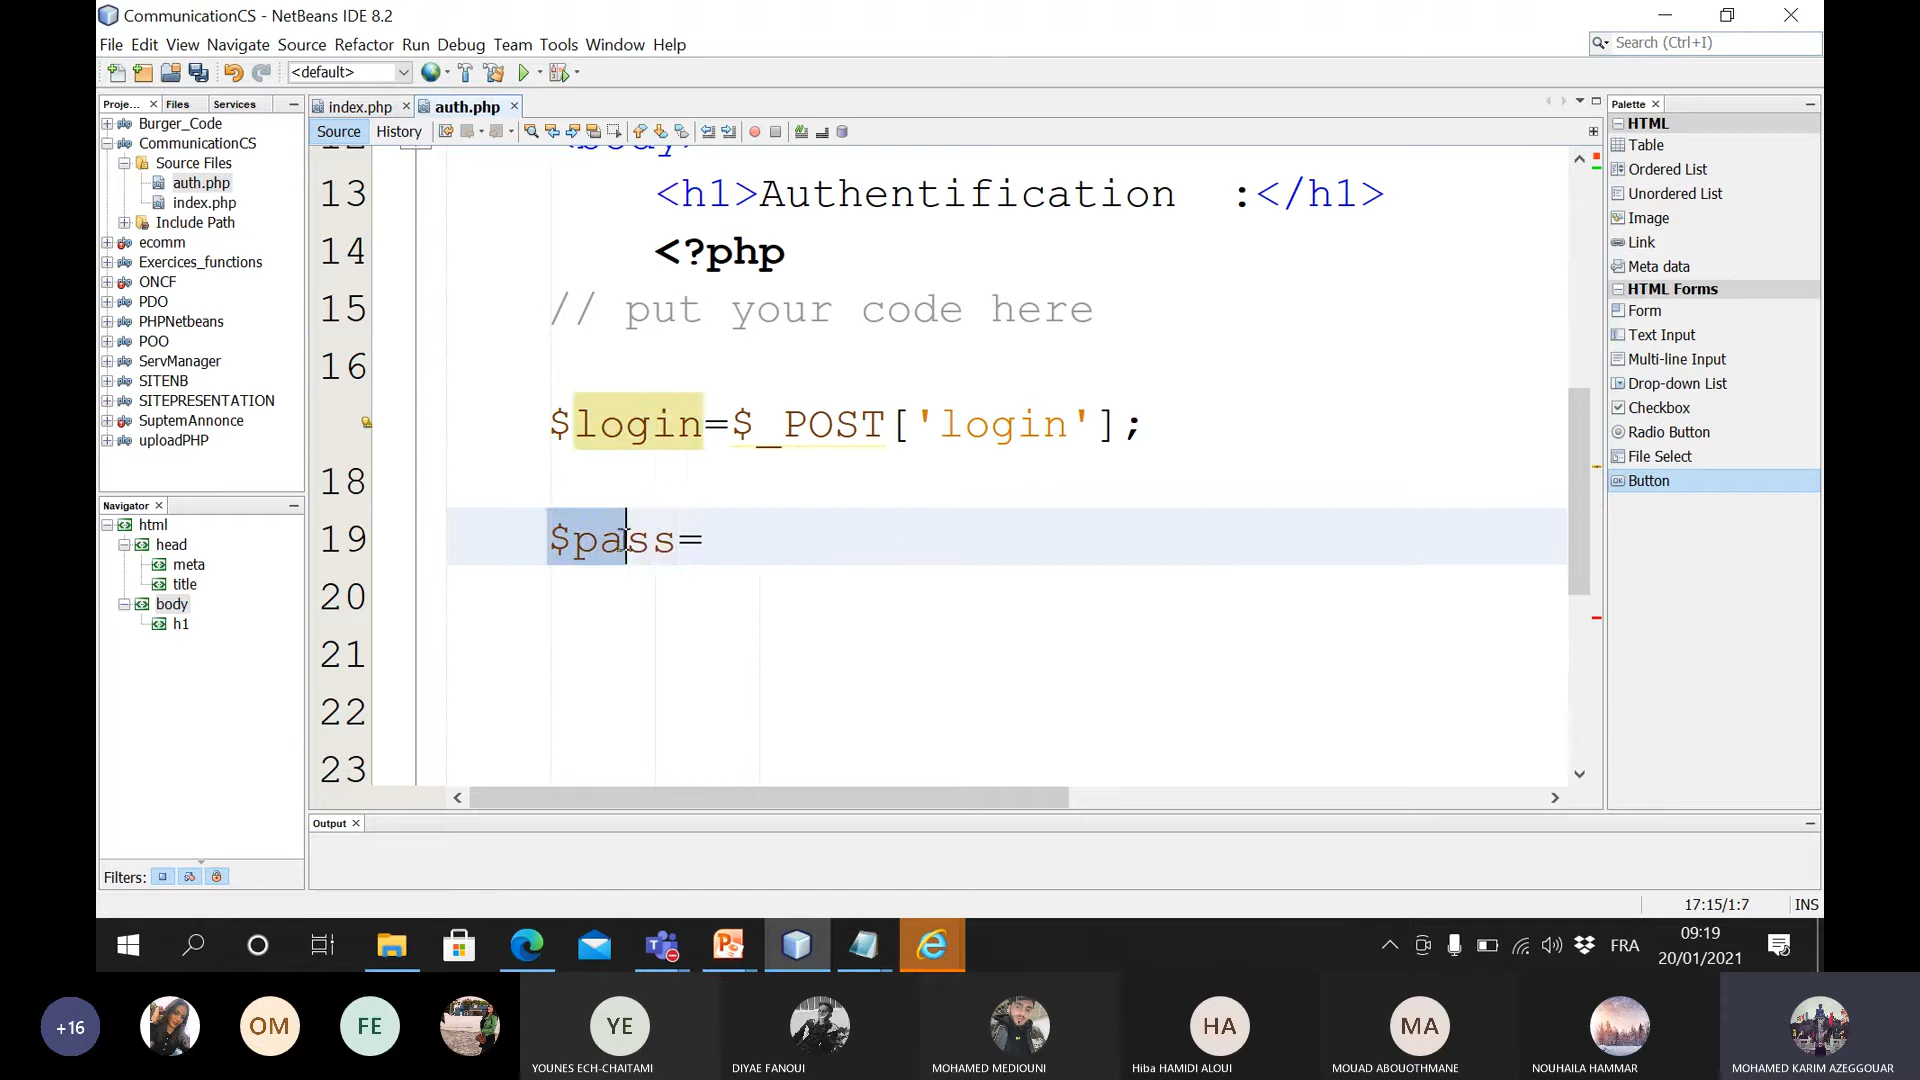 CommunicationCS - NetBeans IDE 8.2
File Edit View Navigate Source Refactor Run Debug Team Tools Window Help
Search (Ctrl+I)
<default>
Proje... Files Services
Burger_Code
CommunicationCS
Source Files
auth.php
index.php
Include Path
ecomm
Exercices_functions
ONCF
PDO
PHPNetbeans
POO
ServManager
SITENB
SITEPRESENTATION
SuptemAnnonce
uploadPHP
Navigator
html
head
meta
title
body
h1
Filters:
index.php auth.php
Source History
12 <body>
13 <h1>Authentification :</h1>
14 <?php
15 // put your code here
16
$login=$_POST['login'];
18
19 $pass=
20
21
22
23
Output
Palette
HTML
Table
Ordered List
Unordered List
Image
Link
Meta data
HTML Forms
Form
Text Input
Multi-line Input
Drop-down List
Checkbox
Radio Button
File Select
Button
17:15/1:7 INS
FRA
09:19
20/01/2021
+16
OM
FE
YE
YOUNES ECH-CHAITAMI
DIYAE FANOUI
MOHAMED MEDIOUNI
HA
Hiba HAMIDI ALOUI
MA
MOUAD ABOUOTHMANE
NOUHAILA HAMMAR
MOHAMED KARIM AZEGGOUAR